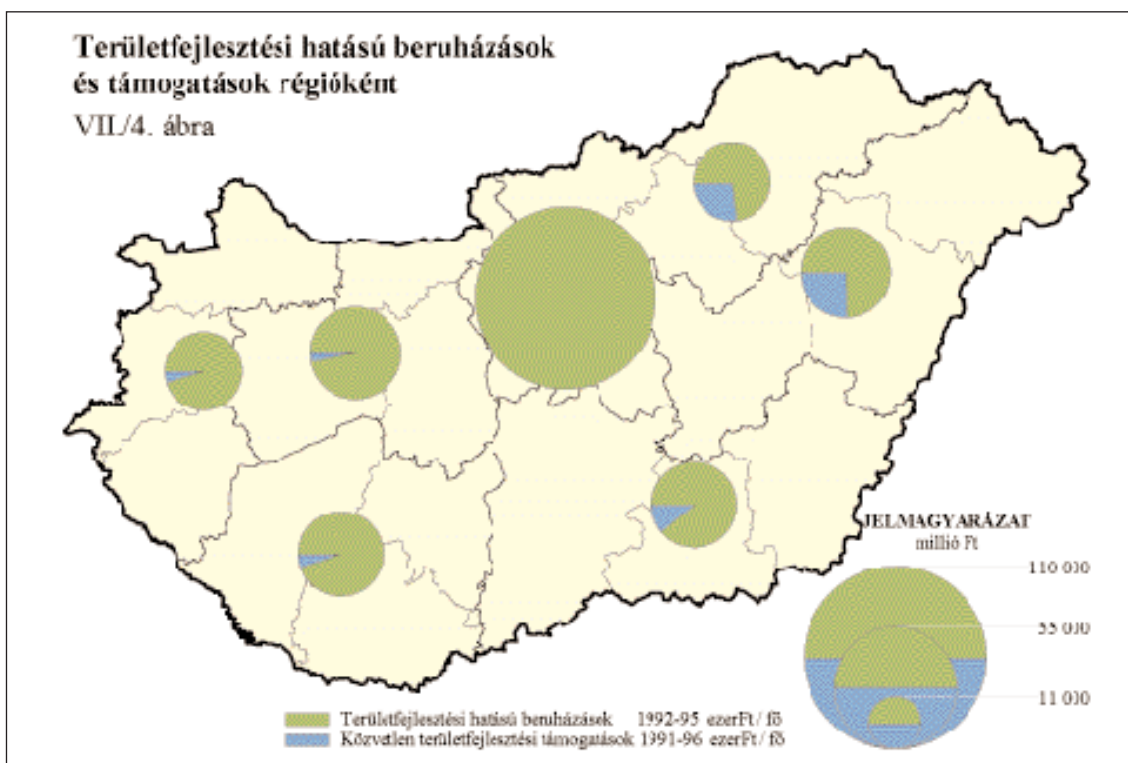 Területfejlesztési hatású beruházások
és támogatások régióként
VII./4. ábra
JELMAGYARÁZAT
millió Ft
110 000
55 000
11 000
Területfejlesztési hatású beruházások 1992-95 ezerFt / fő
Közvetlen területfejlesztési támogatások 1991-96 ezerFt / fő